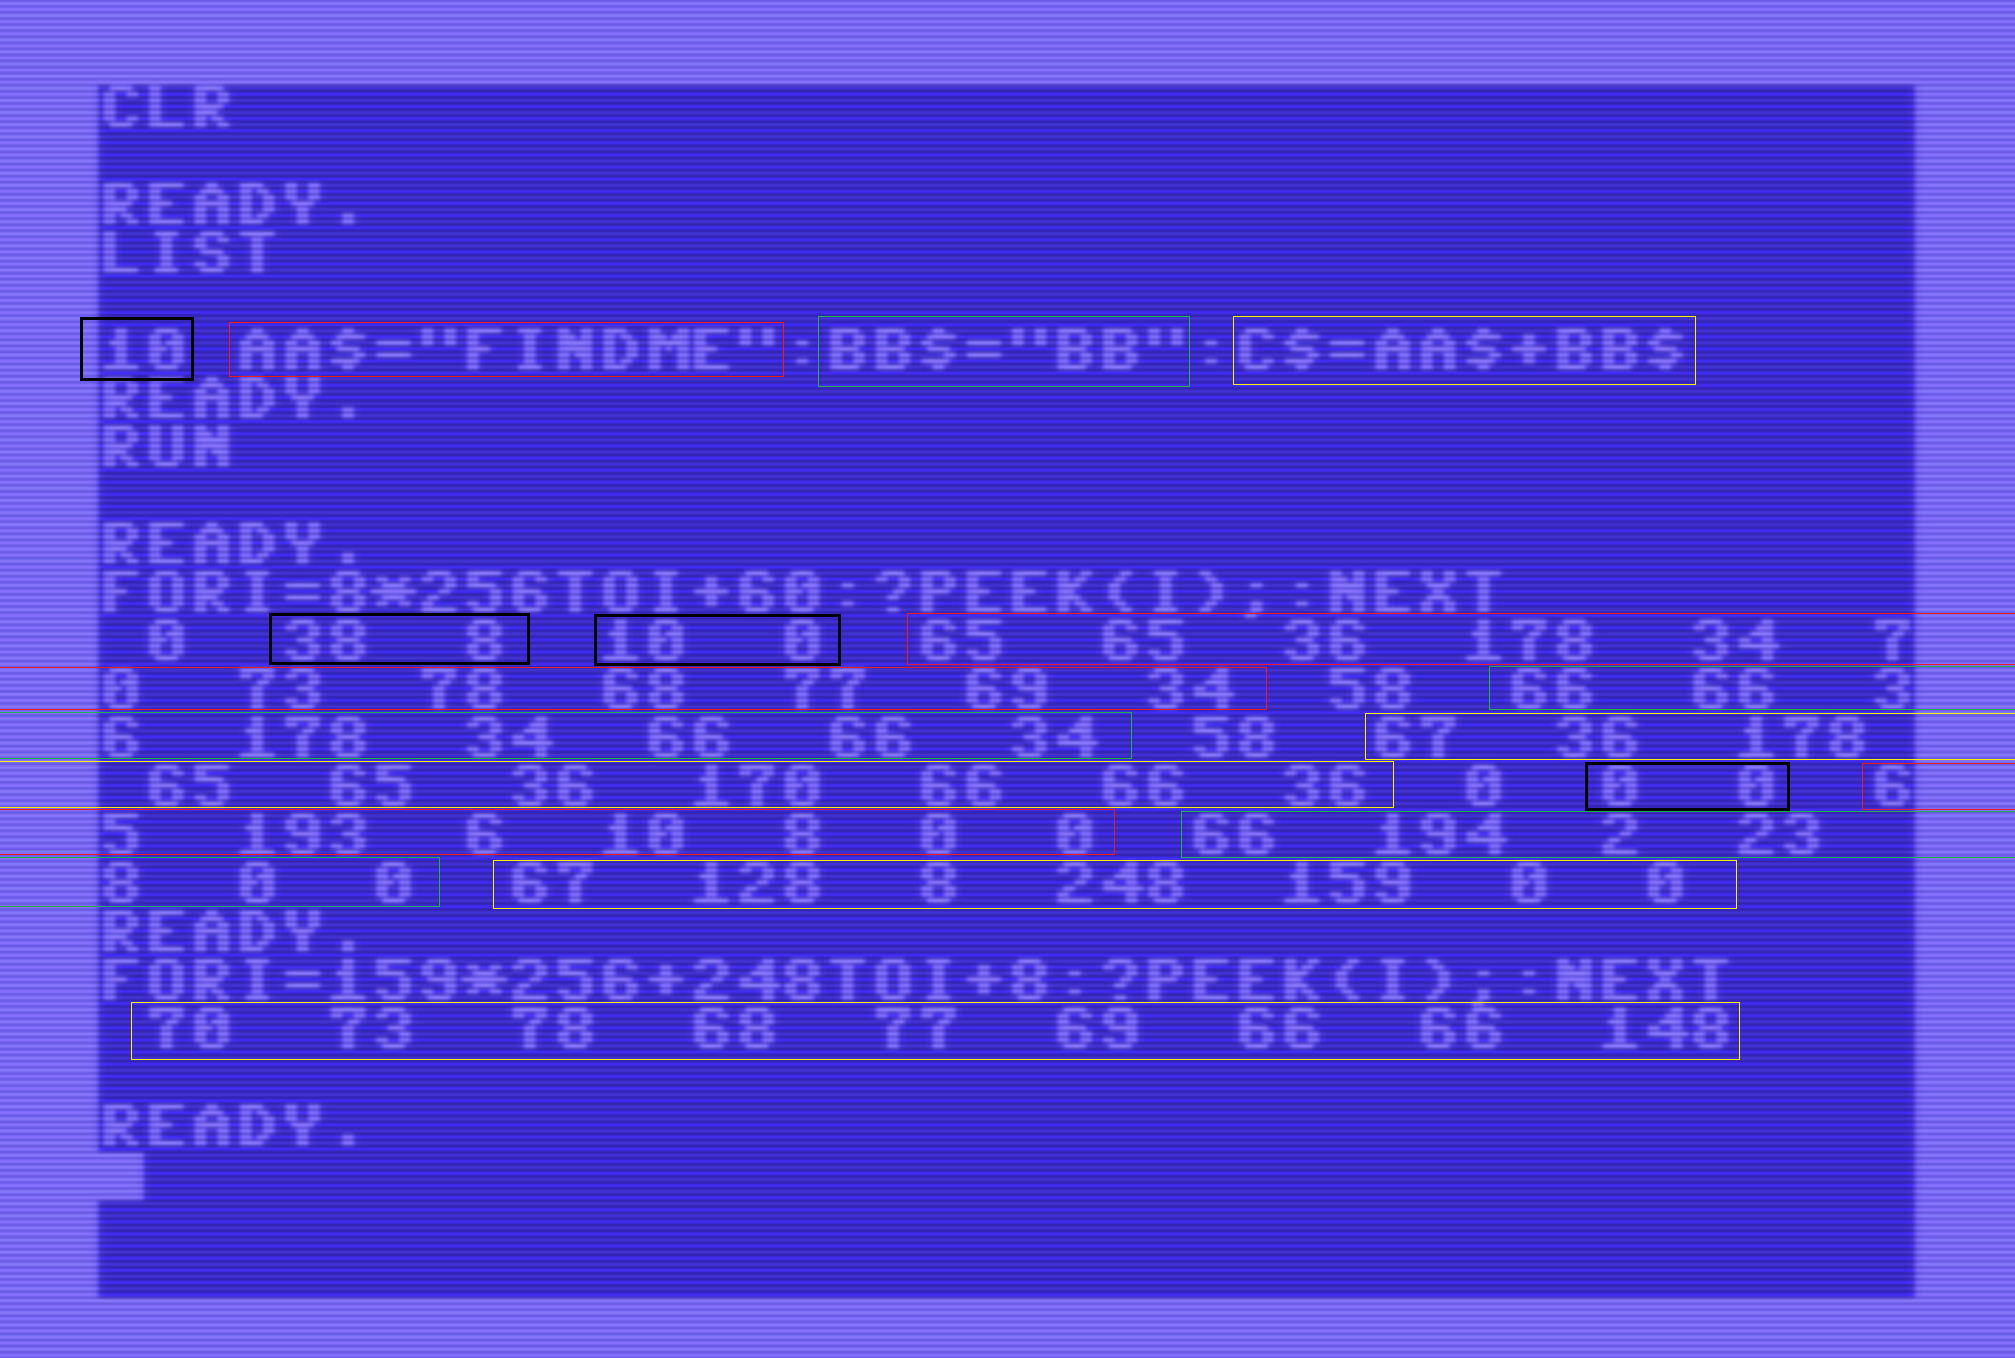 CLR
READY.
LIST
10 AA$="FINDME":BB$="BB":C$=AA$+BB$
READY.
RUN
READY.
FORI=8*256TOI+60:?PEEK(I);:NEXT
0 38 8 10 0 65 65 36 178 34 7
0 73 78 68 77 69 34 58 66 66 3
6 178 34 66 66 34 58 67 36 178
65 65 36 170 66 66 36 0 0 0 6
5 193 6 10 8 0 0 66 194 2 23
8 0 0 67 128 8 248 159 0 0
READY.
FORI=159*256+248TOI+8:?PEEK(I);:NEXT
70 73 78 68 77 69 66 66 148
READY.